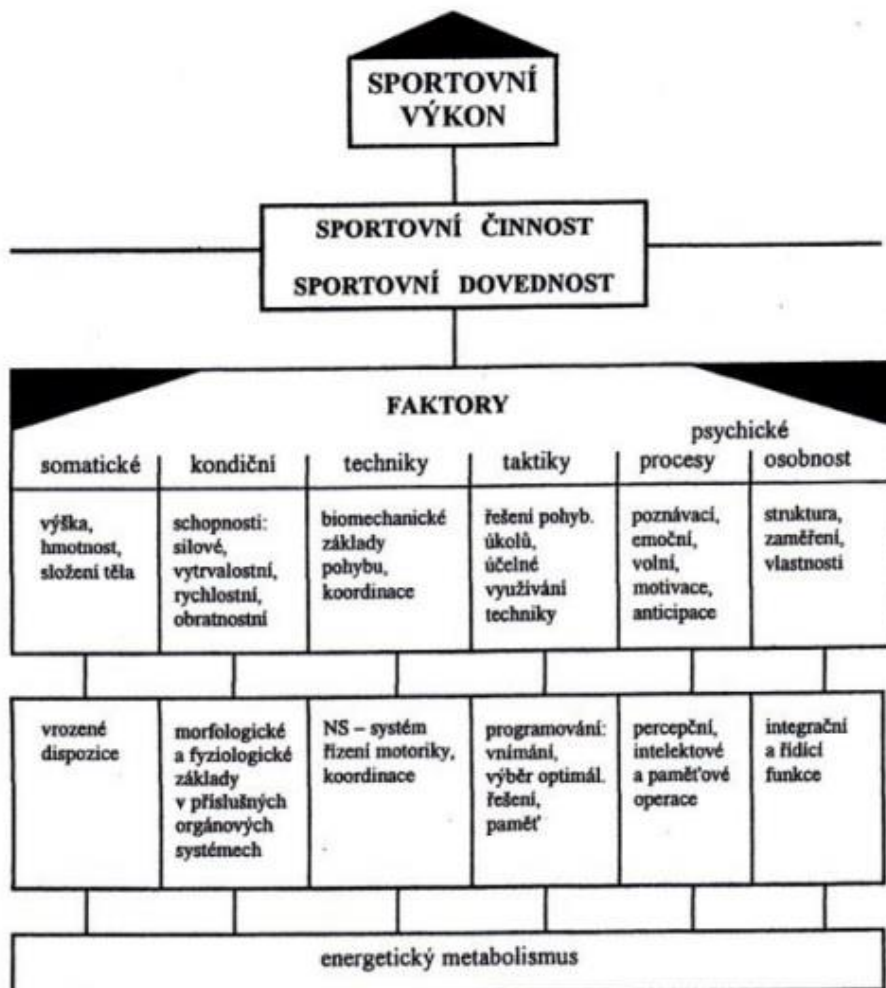 SPORTOVNÍ
VÝKON
SPORTOVNÍ ČINNOST
SPORTOVNÍ DOVEDNOST
FAKTORY
psychické
somatické
kondiční
techniky
taktiky
procesy
osobnost
výška,
hmotnost,
složení těla
schopnosti:
silové,
vytrvalostní,
rychlostní,
obratnostní
biomechanické
základy
pohybu,
koordinace
řešení pohyb.
úkolů,
účelné
využívání
techniky
poznávací,
emoční,
volní,
motivace,
anticipace
struktura,
zaměření,
vlastnosti
vrozené
dispozice
morfologické
a fyziologické
základy
v příslušných
orgánových
systémech
NS – systém
řízení motoriky,
koordinace
programování:
vnímání,
výběr optimál.
řešení,
paměť
percepční,
intelektové
a paměťové
operace
integrační
a řídící
funkce
energetický metabolismus